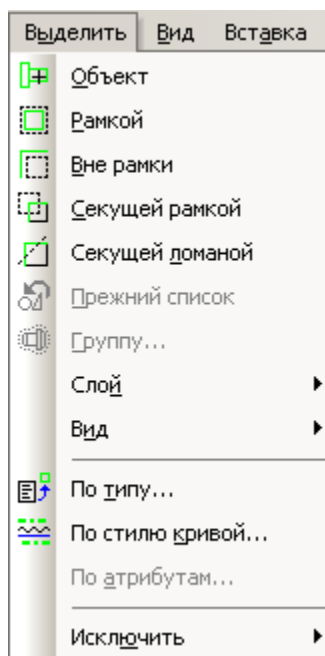 Выделить Вид Вставка
Объект
Рамкой
Вне рамки
Секущей рамкой
Секущей ломаной
Прежний список
Группу...
Слой
Вид
По типу...
По стилю кривой...
По атрибутам...
Исключить